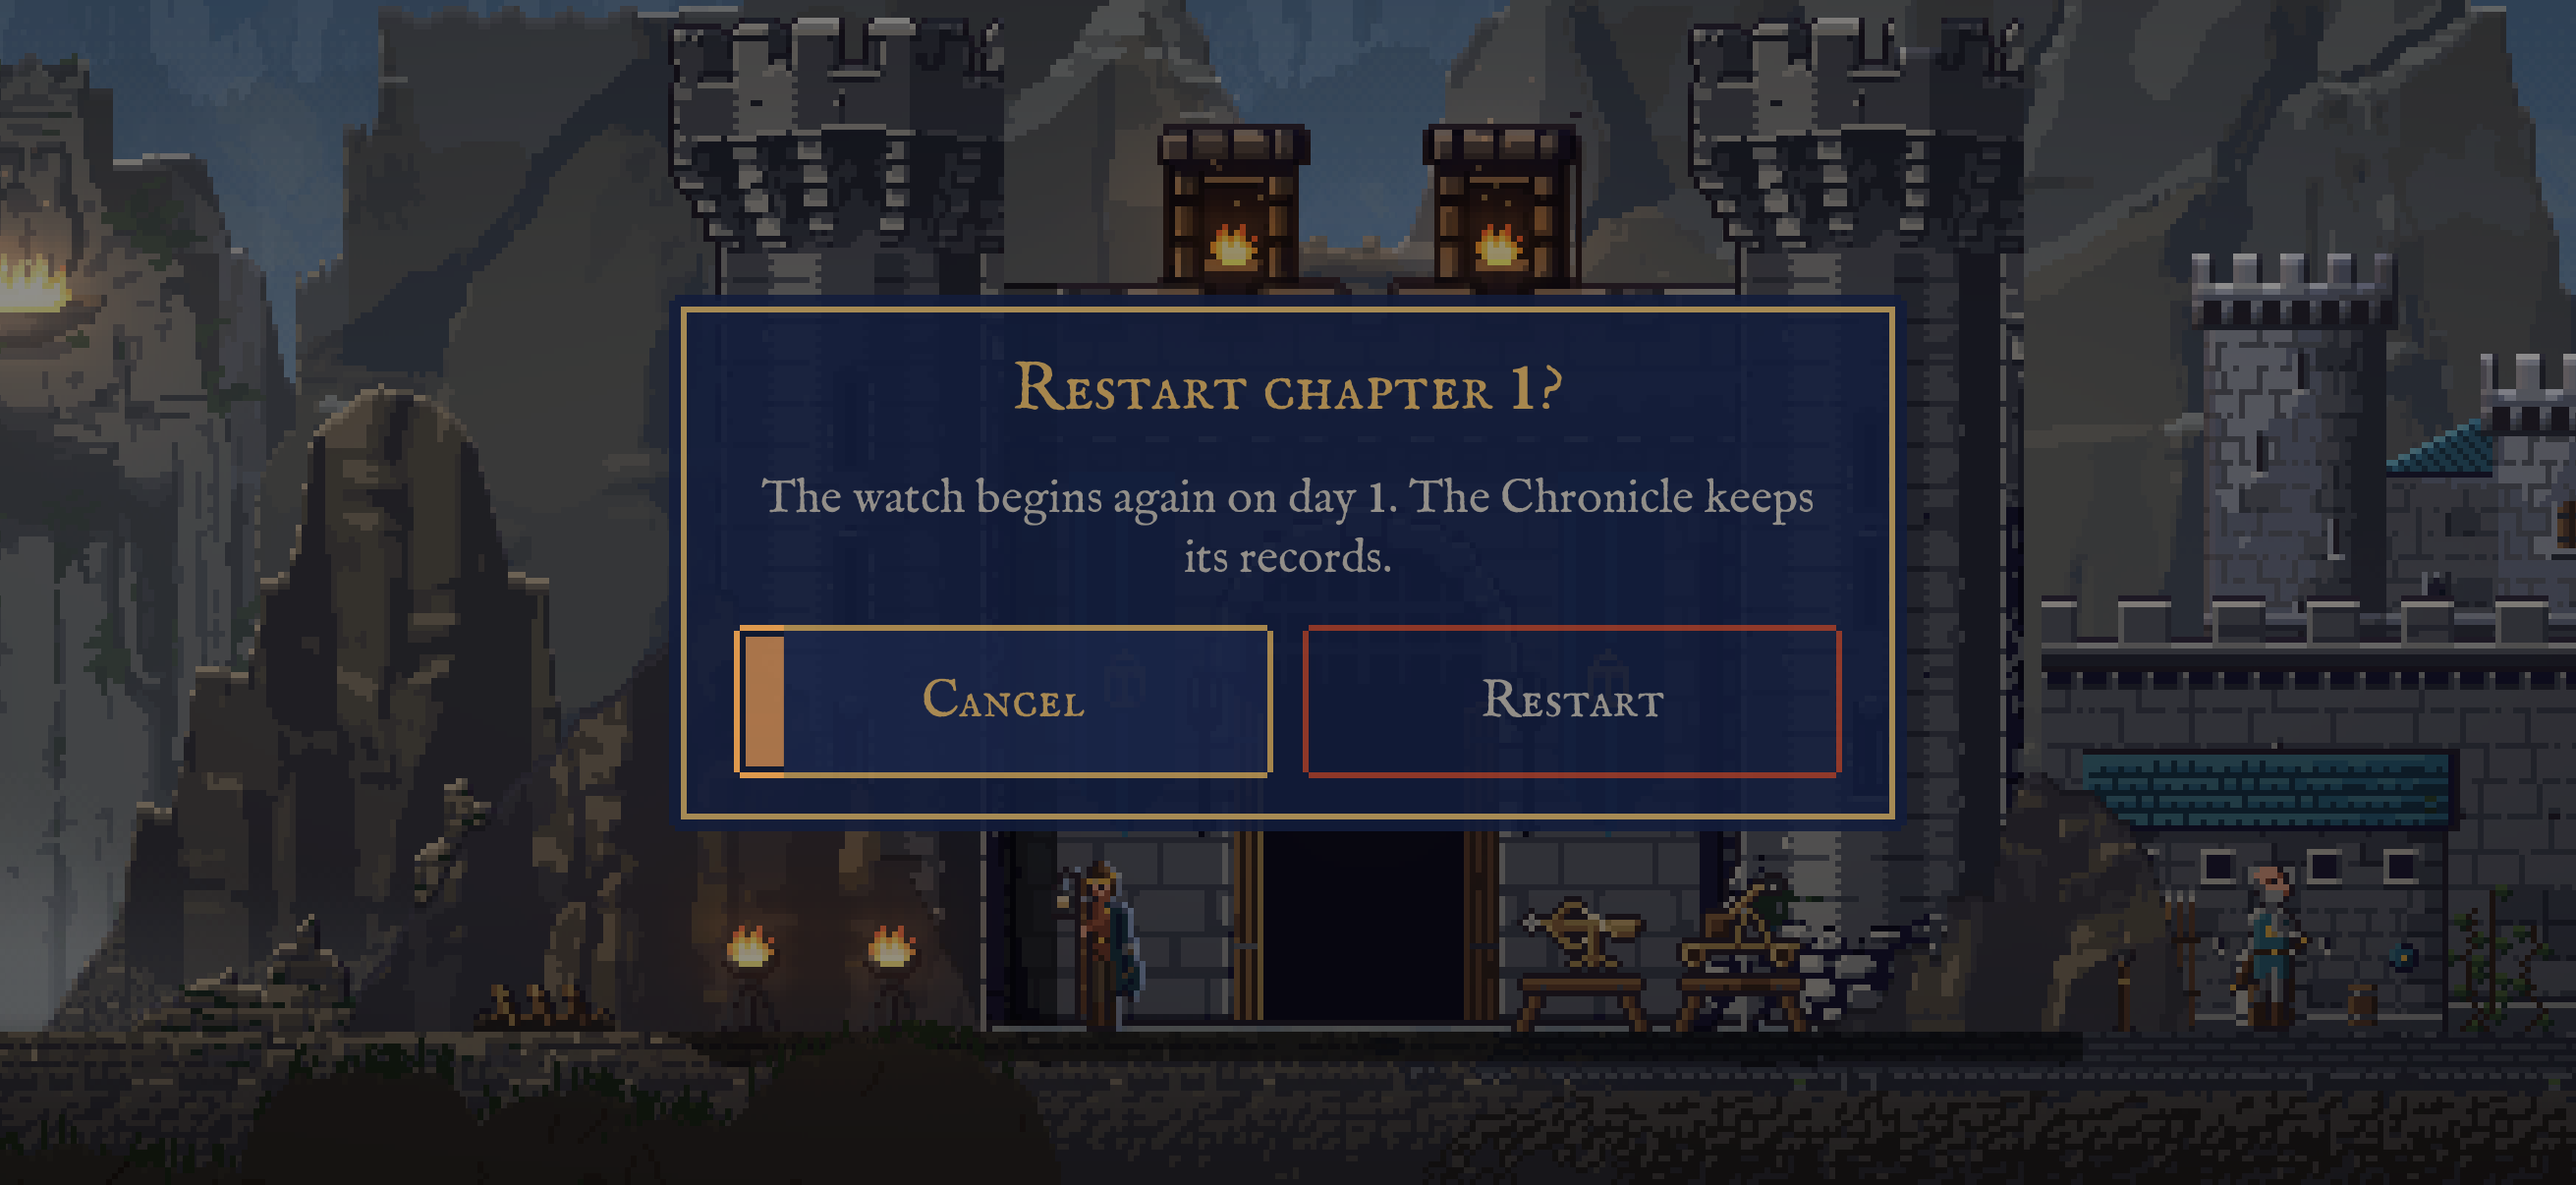 Restart chapter 1?
The watch begins again on day 1. The Chronicle keeps
its records.
Cancel
Restart